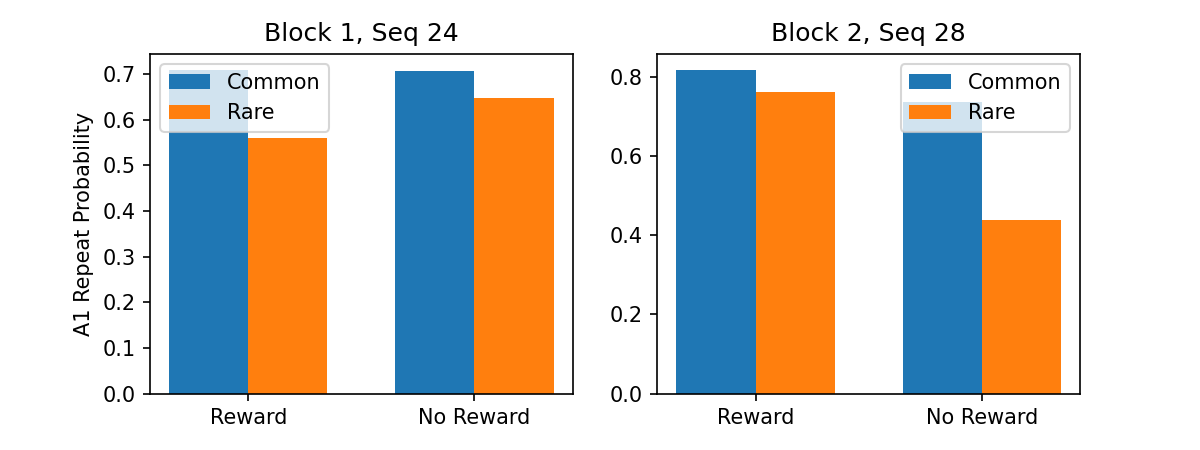 Block 1, Seq 24
A1 Repeat Probability
0.7
0.6
0.5
0.4
0.3
0.2
0.1
0.0
Common
Rare
Reward
No Reward
Block 2, Seq 28
0.8
0.6
0.4
0.2
0.0
Common
Rare
Reward
No Reward